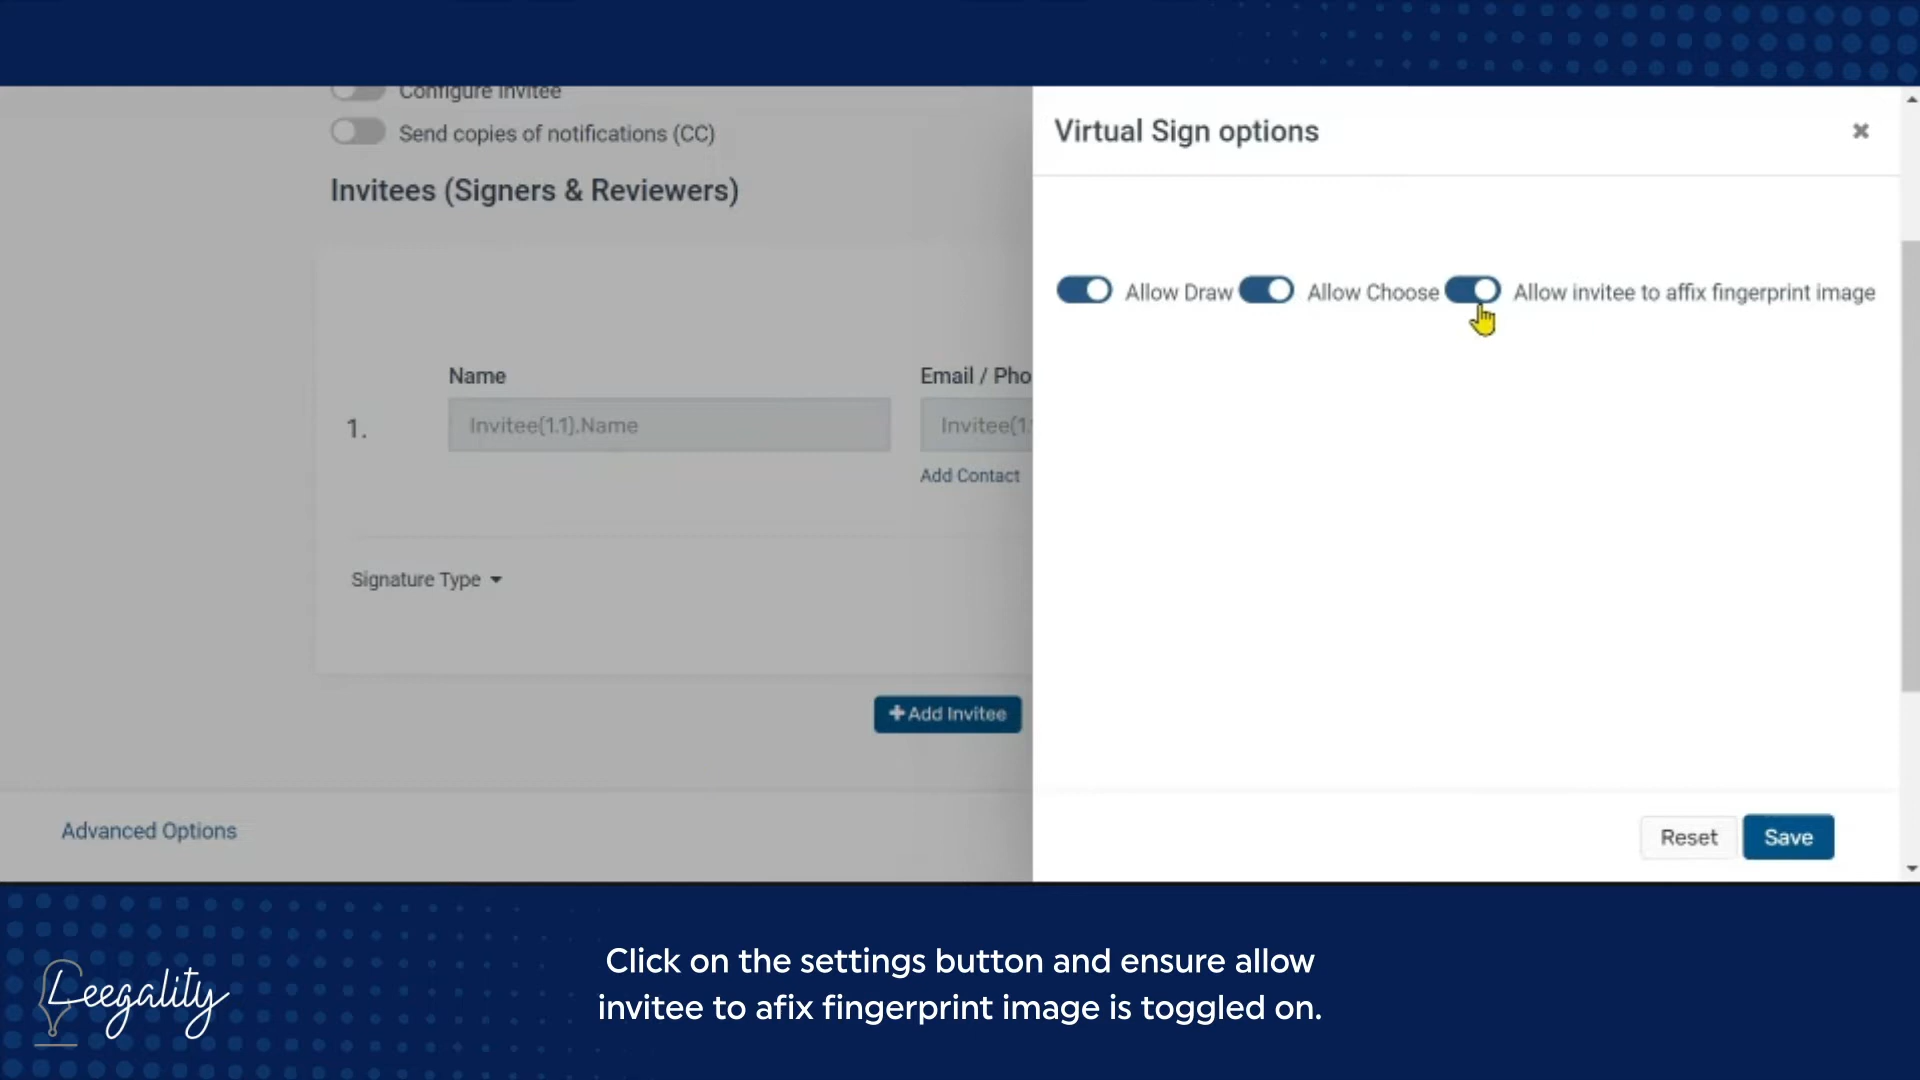 Configure Invitee
Send copies of notifications (CC)
Invitees (Signers & Reviewers)
Name
Email / Pho
1.
Invitee(1.1).Name
Invitee(1.
Add Contact
Signature Type
+Add Invitee
Advanced Options
Virtual Sign options
Allow Draw
Allow Choose
Allow invitee to affix fingerprint image
Reset
Save
Leegality
Click on the settings button and ensure allow
invitee to afix fingerprint image is toggled on.